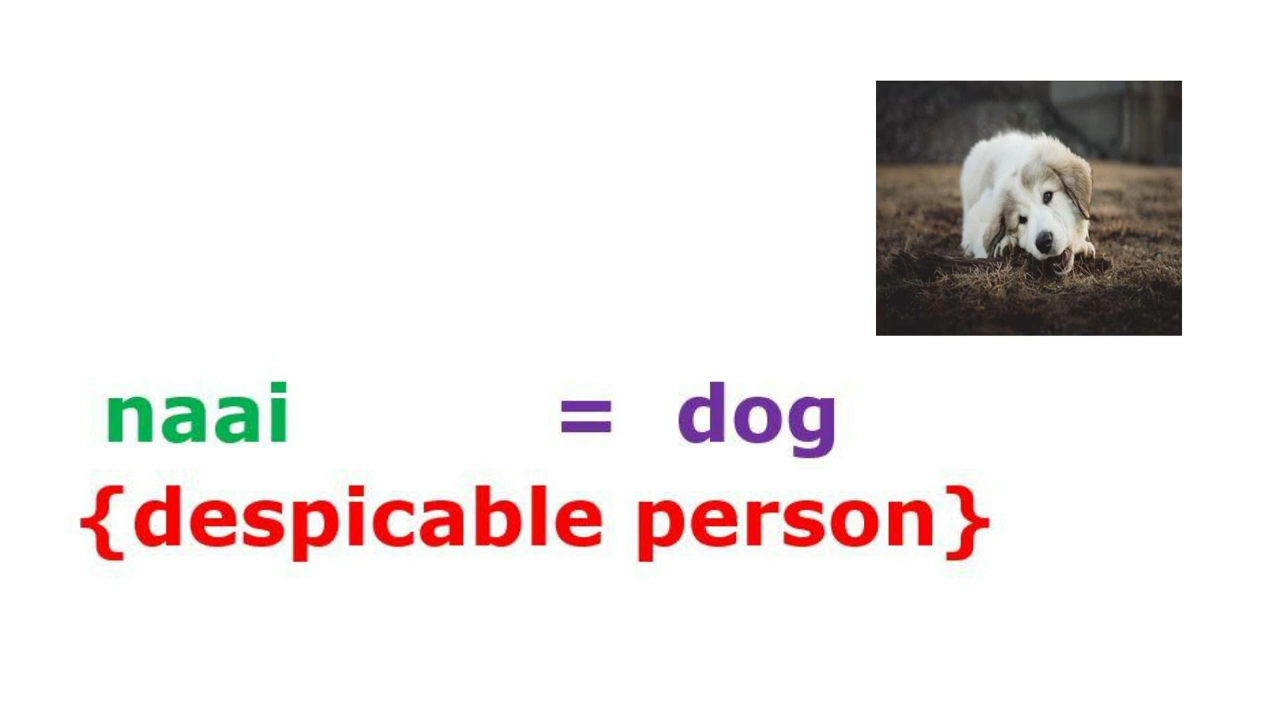 naai = dog
{despicable person}